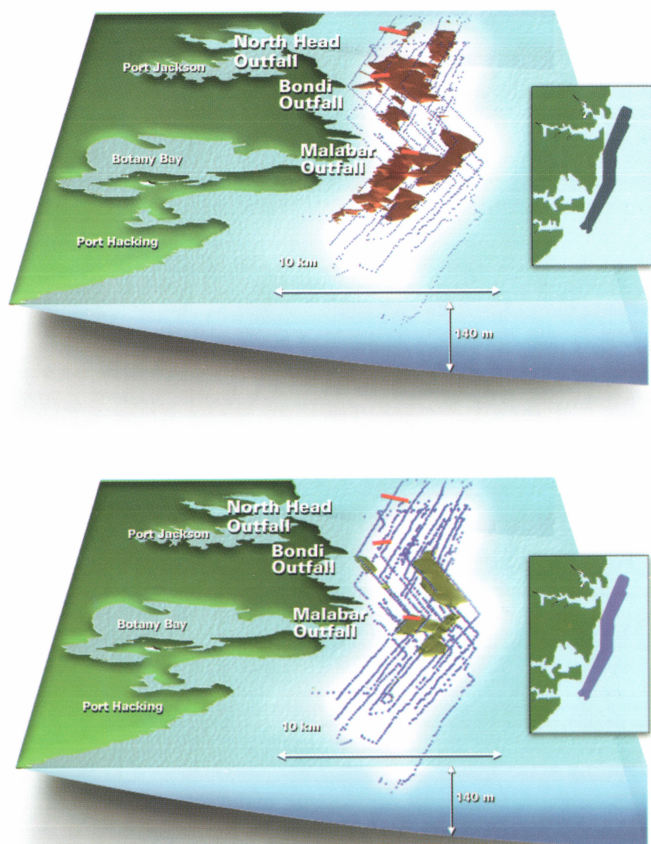 North Head
Outfall
Port Jackson
Bondi
Outfall
Malabar
Outfall
Botany Bay
Port Hacking
10 km
140 m
North Head
Outfall
Port Jackson
Bondi
Outfall
Malabar
Outfall
Botany Bay
Port Hacking
10 km
140 m